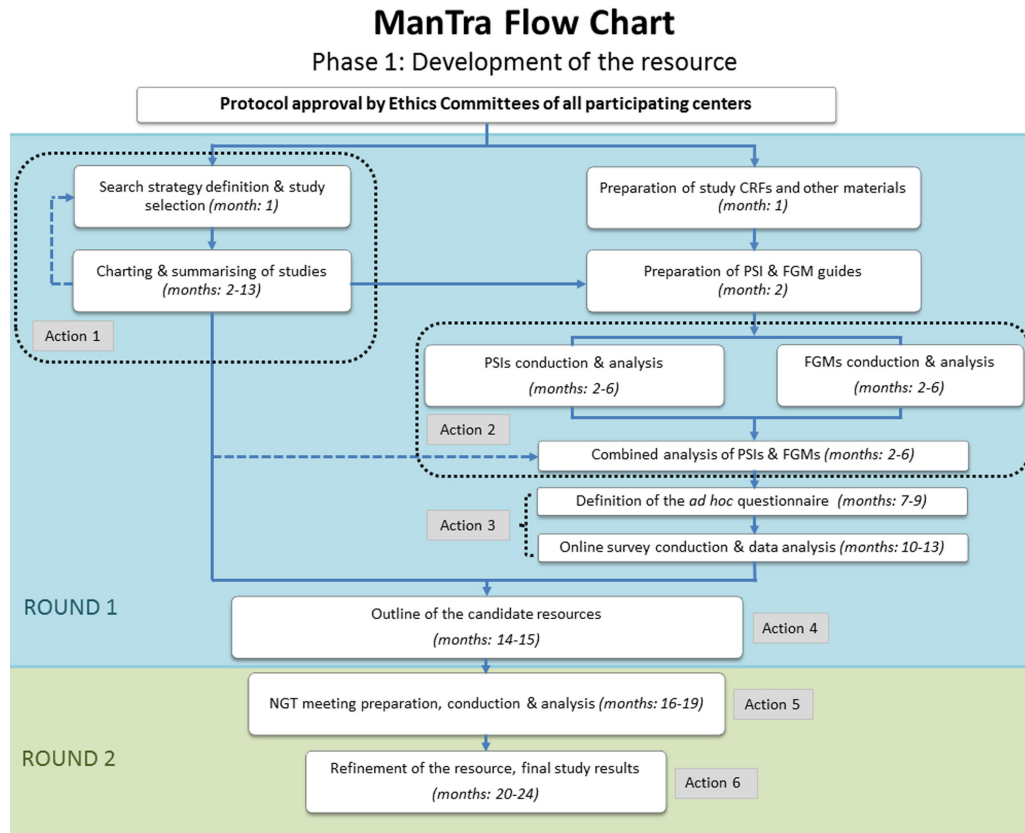 ManTra Flow Chart
Phase 1: Development of the resource
Protocol approval by Ethics Committees of all participating centers
Search strategy definition & study
selection (month: 1)
Preparation of study CRFs and other materials
(month: 1)
Charting & summarising of studies
(months: 2-13)
Preparation of PSI & FGM guides
(month: 2)
Action 1
PSIs conduction & analysis
(months: 2-6)
FGMs conduction & analysis
(months: 2-6)
Action 2
Combined analysis of PSIs & FGMs (months: 2-6)
Definition of the ad hoc questionnaire (months: 7-9)
Action 3
Online survey conduction & data analysis (months: 10-13)
ROUND 1
Outline of the candidate resources
(months: 14-15)
Action 4
NGT meeting preparation, conduction & analysis (months: 16-19)
Action 5
ROUND 2
Refinement of the resource, final study results
(months: 20-24)
Action 6